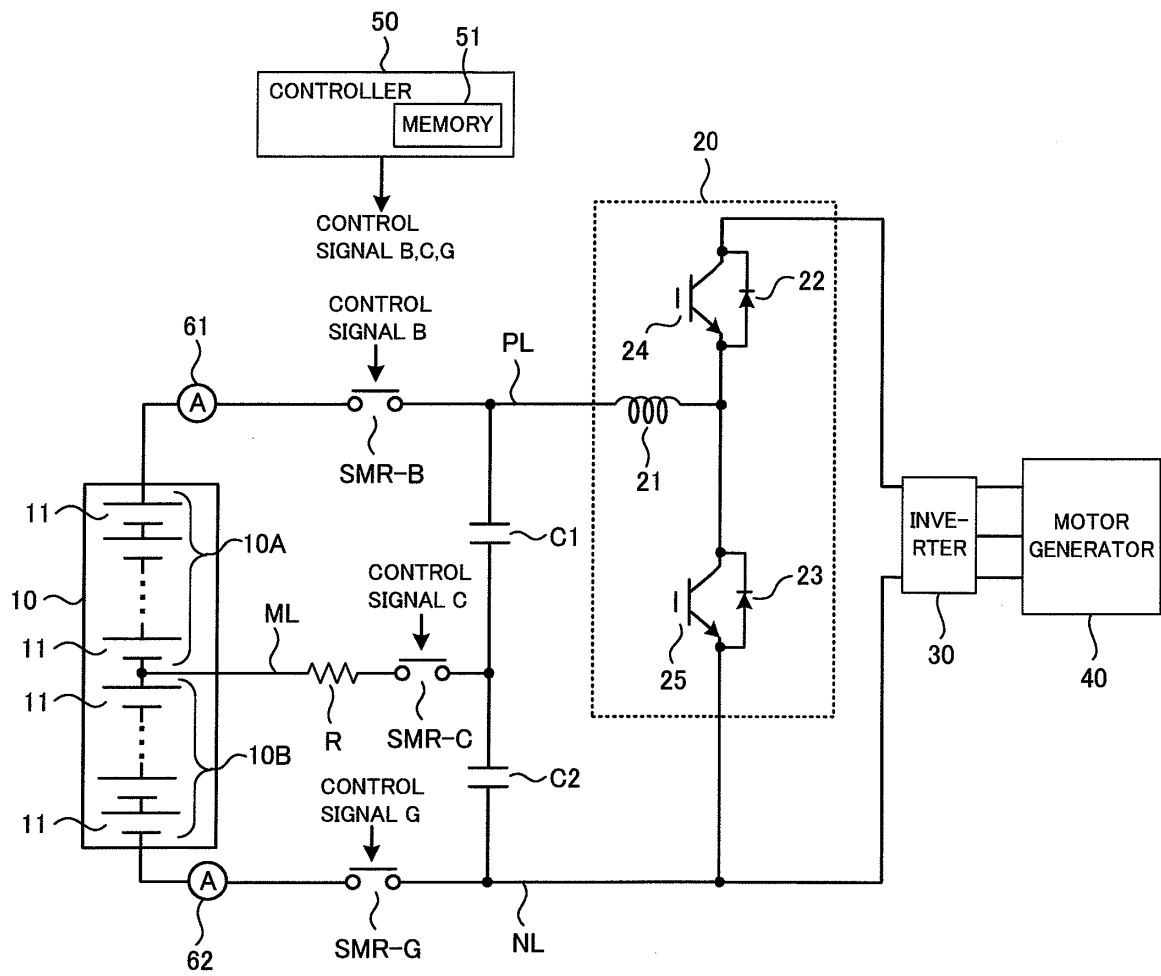 50
51
CONTROLLER
MEMORY
20
CONTROL
SIGNAL B,C,G
CONTROL
SIGNAL B
22
61
24
PL
A
SMR-B
21
11
10A
C1
INVE-
RTER
MOTOR
GENERATOR
CONTROL
SIGNAL C
23
10
ML
11
25
30
40
11
R
SMR-C
10B
C2
CONTROL
SIGNAL G
11
A
62
SMR-G
NL